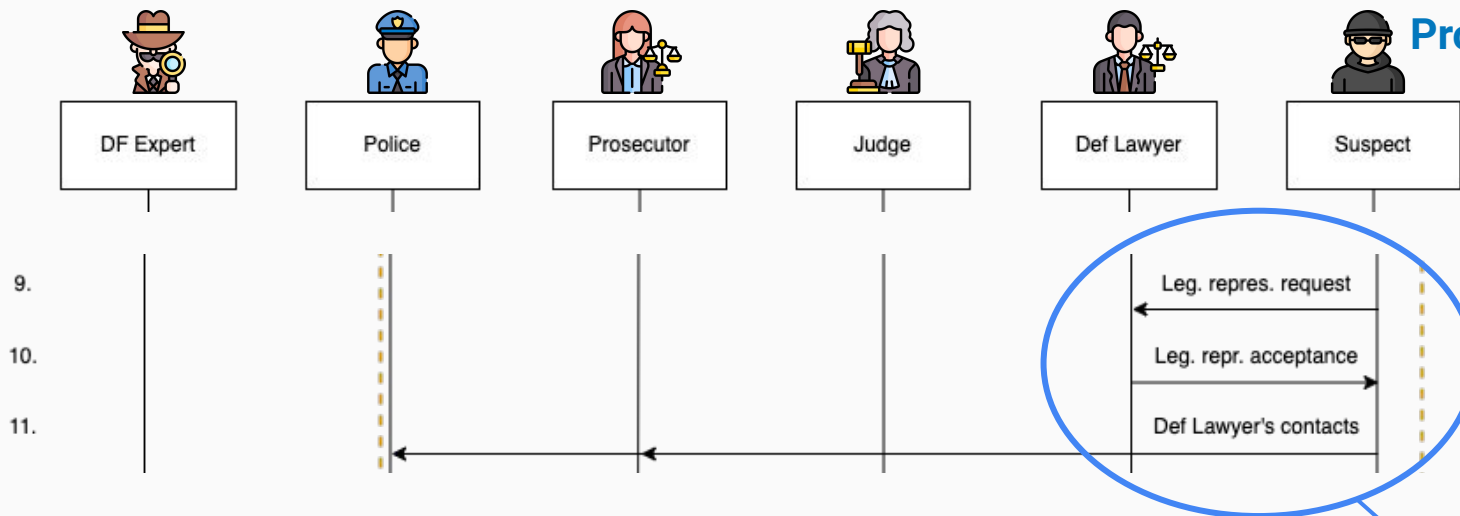 Pro
DF Expert
Police
Prosecutor
Judge
Def Lawyer
Suspect
9.
Leg. repres. request
10.
Leg. repr. acceptance
11.
Def Lawyer's contacts